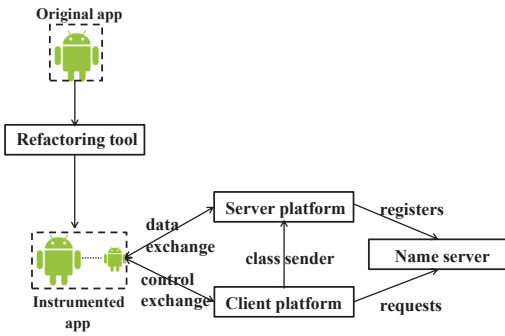 Original app
Refactoring tool
data
exchange
Server platform
registers
class sender
Name server
control
exchange
Client platform
requests
Instrumented
app